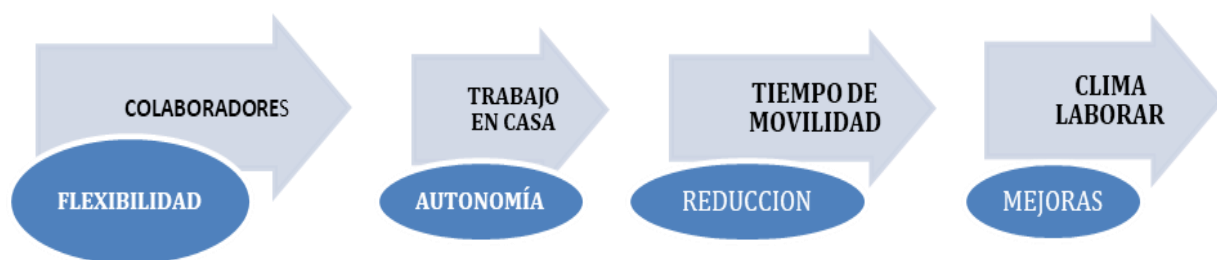 COLABORADORES
FLEXIBILIDAD
TRABAJO
EN CASA
AUTONOMÍA
TIEMPO DE
MOVILIDAD
REDUCCION
CLIMA
LABORAR
MEJORAS